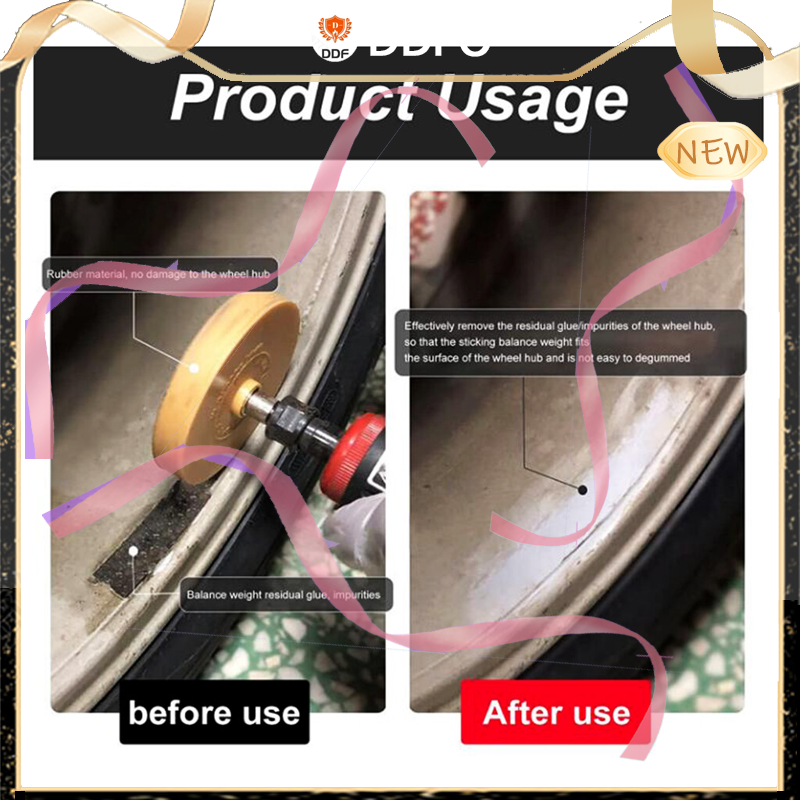 DDF
Product Usage
NEW
Rubber material, no damage to the wheel hub
Effectively remove the residual glue/impurities of the wheel hub,
so that the sticking balance weight fits
the surface of the wheel hub and is not easy to degummed
Balance weight residual glue, impurities
before use
After use